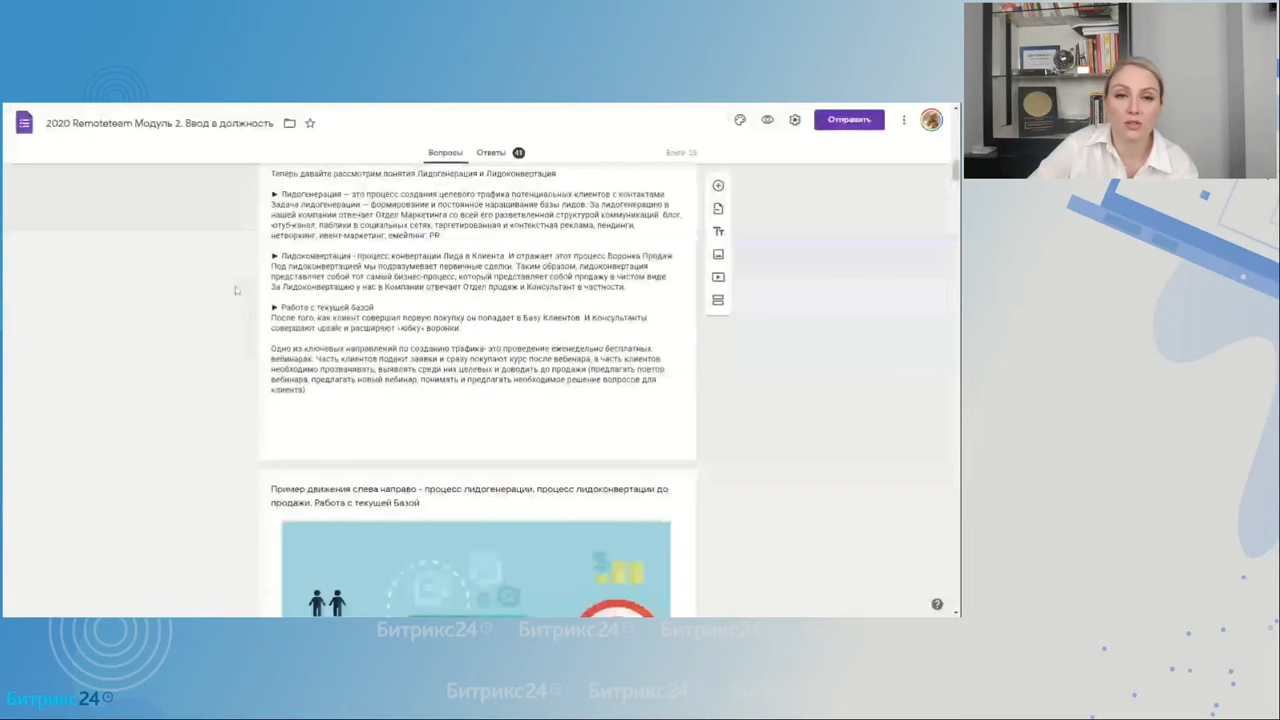 2020 Remoteteam Модуль 2. Ввод в должность
Отправить
Вопросы
Ответы 41
Теперь давайте рассмотрим понятия Лидогенерация и Лидоконвертация
► Лидогенерация — это процесс создания целевого трафика потенциальных клиентов с контактами
Задача лидогенерации — формирование и постоянное наращивание базы лидов. За лидогенерацию в
нашей компании отвечает Отдел Маркетинга со всей его разветвленной структурой коммуникаций: блог,
ютуб-канал, паблики в социальных сетях, таргетированная и контекстная реклама, лендинги,
нетворкинг, ивент-маркетинг, емейлинг, PR
► Лидоконвертация - процесс конвертации Лида в Клиента. И отражает этот процесс Воронка Продаж
Под лидоконвертацией мы подразумевает первичные сделки. Таким образом, лидоконвертация
представляет собой тот самый бизнес-процесс, который представляет собой продажу в чистом виде
За Лидоконвертацию у нас в Компании отвечает Отдел продаж и Консультант в частности.
► Работа с текущей базой
После того, как клиент совершил первую покупку он попадает в Базу Клиентов. И Консультанты
совершают upsale и расширяют «юбку» воронки
Одно из ключевых направлений по созданию трафика- это проведение еженедельно бесплатных
вебинарах. Часть клиентов подают заявки и сразу покупают курс после вебинара, а часть клиентов
необходимо прозванивать, выявлять среди них целевых и доводить до продажи (предлагать повтор
вебинара, предлагать новый вебинар, понимать и предлагать необходимое решение вопросов для
клиента)
Пример движения слева направо - процесс лидогенерации, процесс лидоконвертации до
продажи. Работа с текущей Базой
Битрикс24 Битрикс24 Битрикс24
Битрикс24 Битрикс24
Битрикс24